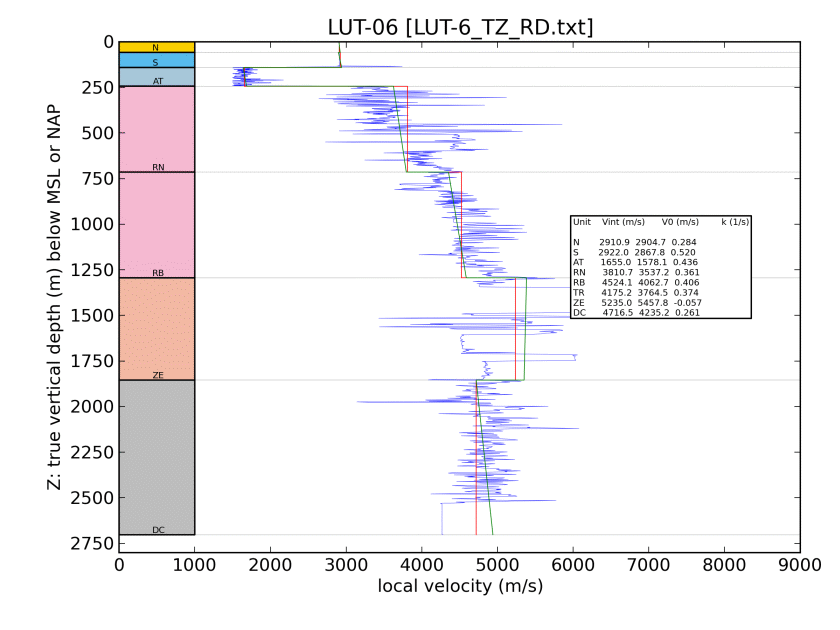 LUT-06 [LUT-6_TZ_RD.txt]
0
250
500
750
1000
1250
1500
1750
2000
2250
2500
2750
Z: true vertical depth (m) below MSL or NAP
N
S
AT
RN
RB
ZE
DC
Unit Vint (m/s) V0 (m/s) k (1/s)
N 2910.9 2904.7 0.284
S 2922.0 2867.8 0.520
AT 1655.0 1578.1 0.436
RN 3810.7 3537.2 0.361
RB 4524.1 4062.7 0.406
TR 4175.2 3764.5 0.374
ZE 5235.0 5457.8 -0.057
DC 4716.5 4235.2 0.261
0 1000 2000 3000 4000 5000 6000 7000 8000 9000
local velocity (m/s)